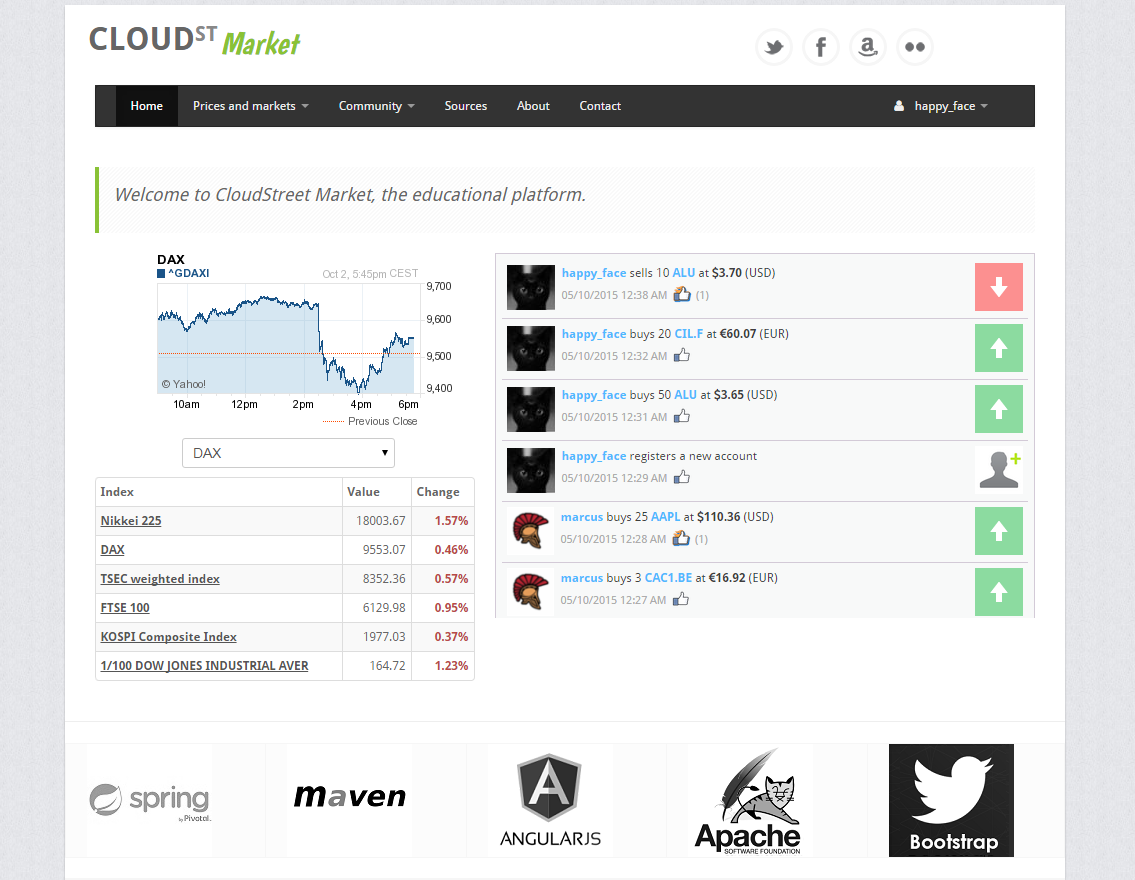 CLOUDST Market
Home Prices and markets Community Sources About Contact happy_face
Welcome to CloudStreet Market, the educational platform.
DAX
^GDAXI Oct 2, 5:45pm CEST
9,700
9,600
9,500
9,400
© Yahoo!
10am 12pm 2pm 4pm 6pm
Previous Close
DAX
Index Value Change
Nikkei 225 18003.67 1.57%
DAX 9553.07 0.46%
TSEC weighted index 8352.36 0.57%
FTSE 100 6129.98 0.95%
KOSPI Composite Index 1977.03 0.37%
1/100 DOW JONES INDUSTRIAL AVER 164.72 1.23%
happy_face sells 10 ALU at $3.70 (USD)
05/10/2015 12:38 AM (1)
happy_face buys 20 CIL.F at €60.07 (EUR)
05/10/2015 12:32 AM
happy_face buys 50 ALU at $3.65 (USD)
05/10/2015 12:31 AM
happy_face registers a new account
05/10/2015 12:29 AM
marcus buys 25 AAPL at $110.36 (USD)
05/10/2015 12:28 AM (1)
marcus buys 3 CAC1.BE at €16.92 (EUR)
05/10/2015 12:27 AM
spring
by Pivotal.
maven
ANGULARJS
Apache
SOFTWARE FOUNDATION
Bootstrap